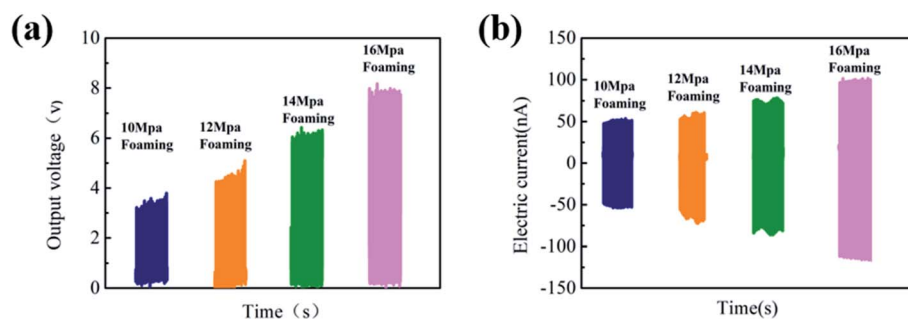 (a)
Output voltage（v）
10
8
6
4
2
0
10Mpa
Foaming
12Mpa
Foaming
14Mpa
Foaming
16Mpa
Foaming
Time（s）
(b)
Electric current(nA)
150
100
50
0
-50
-100
-150
10Mpa
Foaming
12Mpa
Foaming
14Mpa
Foaming
16Mpa
Foaming
Time(s)